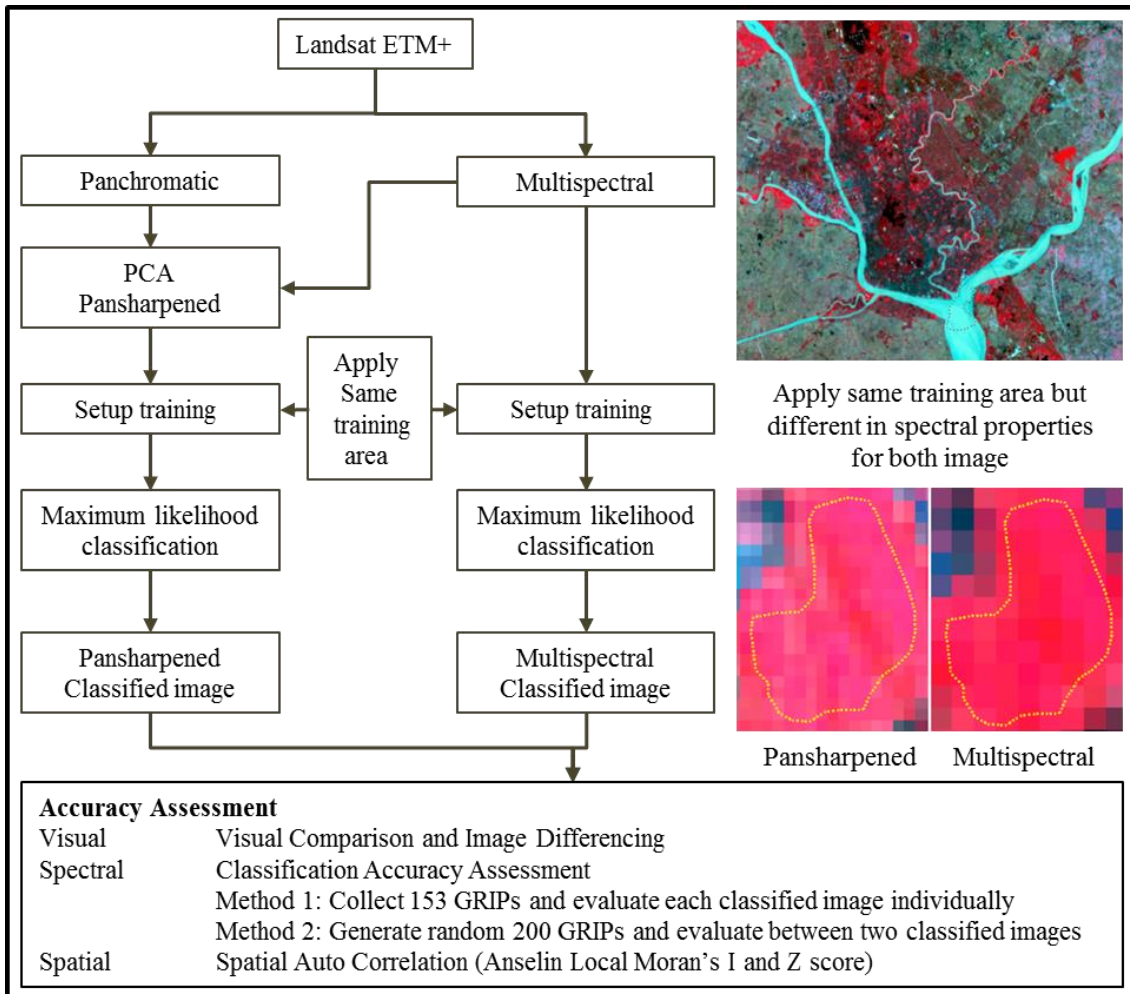 Landsat ETM+
Panchromatic
Multispectral
PCA
Pansharpened
Apply
Same
training
area
Setup training
Setup training
Maximum likelihood
classification
Maximum likelihood
classification
Pansharpened
Classified image
Multispectral
Classified image
Apply same training area but
different in spectral properties
for both image
Pansharpened
Multispectral
Accuracy Assessment
Visual Visual Comparison and Image Differencing
Spectral Classification Accuracy Assessment
Method 1: Collect 153 GRIPs and evaluate each classified image individually
Method 2: Generate random 200 GRIPs and evaluate between two classified images
Spatial Spatial Auto Correlation (Anselin Local Moran's I and Z score)